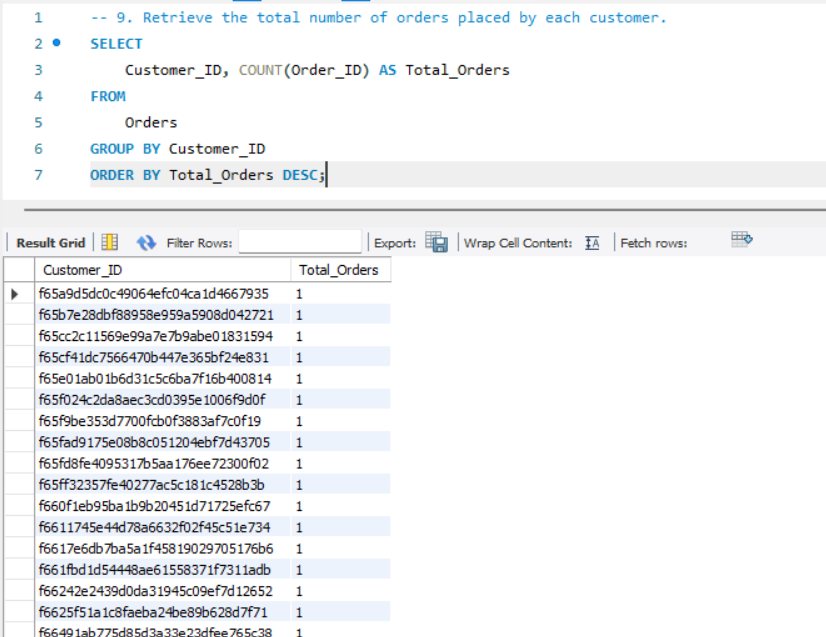 1 -- 9. Retrieve the total number of orders placed by each customer.
2 SELECT
3 Customer_ID, COUNT(Order_ID) AS Total_Orders
4 FROM
5 Orders
6 GROUP BY Customer_ID
7 ORDER BY Total_Orders DESC;
Result Grid Filter Rows: Export: Wrap Cell Content: IA Fetch rows:
Customer_ID Total_Orders
f65a9d5dc0c49064efc04ca1d4667935 1
f65b7e28dbf88958e959a5908d042721 1
f65cc2c11569e99a7e7b9abe01831594 1
f65cf41dc7566470b447e365bf24e831 1
f65e01ab01b6d31c5c6ba7f16b400814 1
f65f024c2da8aec3cd0395e1006f9d0f 1
f65f9be353d7700fcb0f3883af7c0f19 1
f65fad9175e08b8c051204ebf7d43705 1
f65fd8fe4095317b5aa176ee72300f02 1
f65ff32357fe40277ac5c181c4528b3b 1
f660f1eb95ba1b9b20451d71725efc67 1
f6611745e44d78a6632f02f45c51e734 1
f6617e6db7ba5a1f45819029705176b6 1
f661fbd1d54448ae61558371f7311adb 1
f66242e2439d0da31945c09ef7d12652 1
f6625f51a1c8faeba24be89b628d7f71 1
f66491ab775d85d3a33e23dfee765c38 1